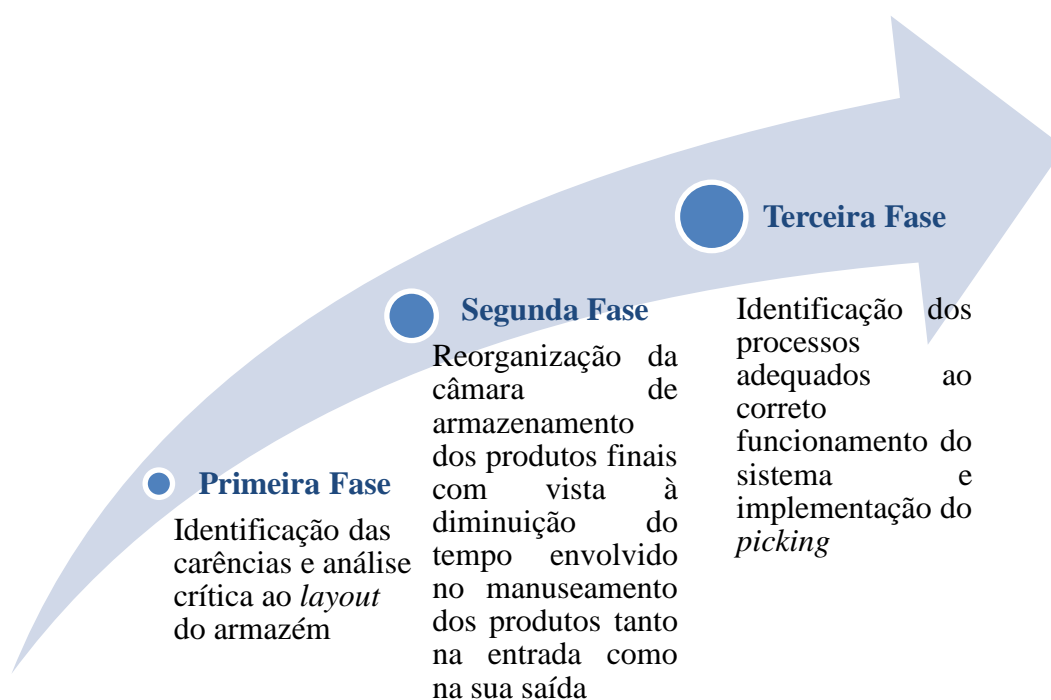 Primeira Fase
Identificação das
carências e análise
crítica ao layout
do armazém
Segunda Fase
Reorganização da
câmara de
armazenamento
dos produtos finais
com vista à
diminuição do
tempo envolvido
no manuseamento
dos produtos tanto
na entrada como
na sua saída
Terceira Fase
Identificação dos
processos
adequados ao
correto
funcionamento do
sistema e
implementação do
picking